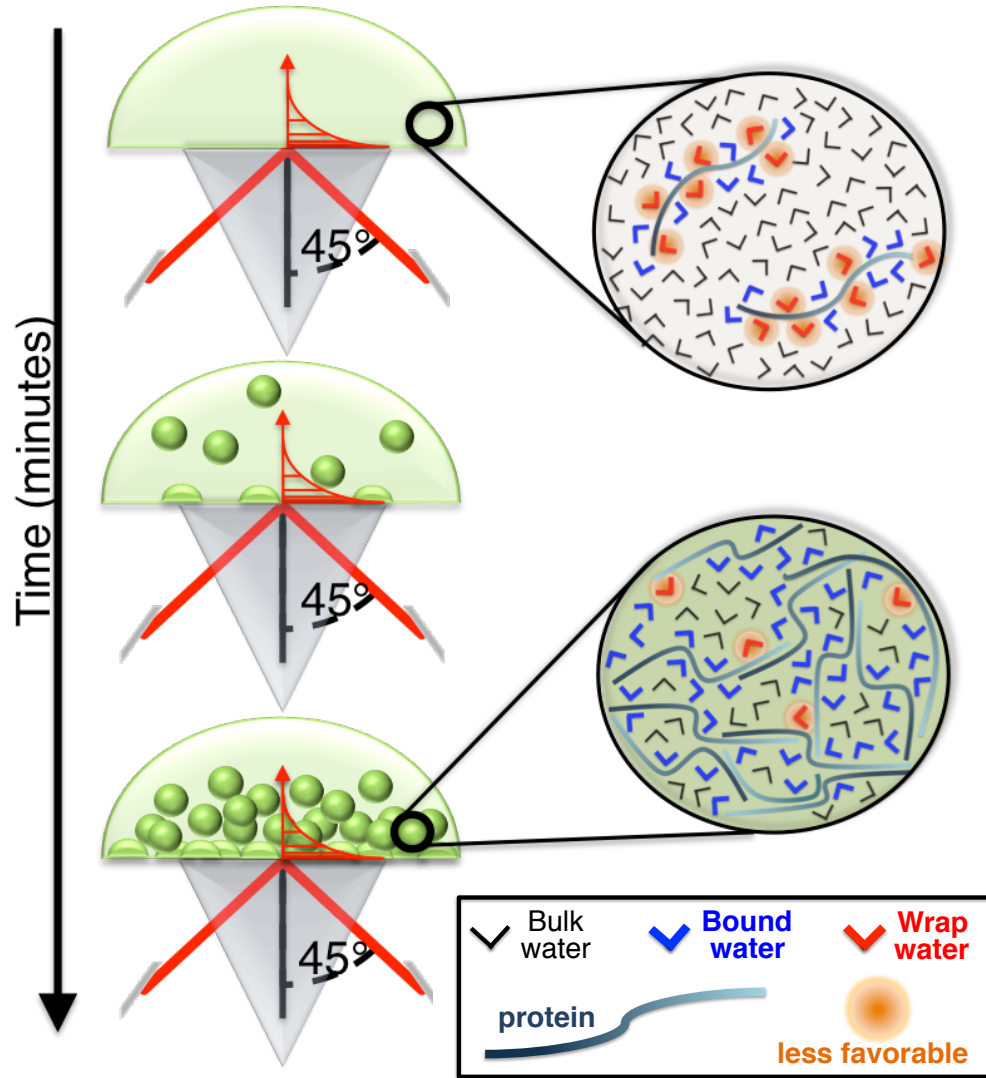 Time (minutes)
45°
45°
45°
Bulk
water
Bound
water
Wrap
water
protein
less favorable